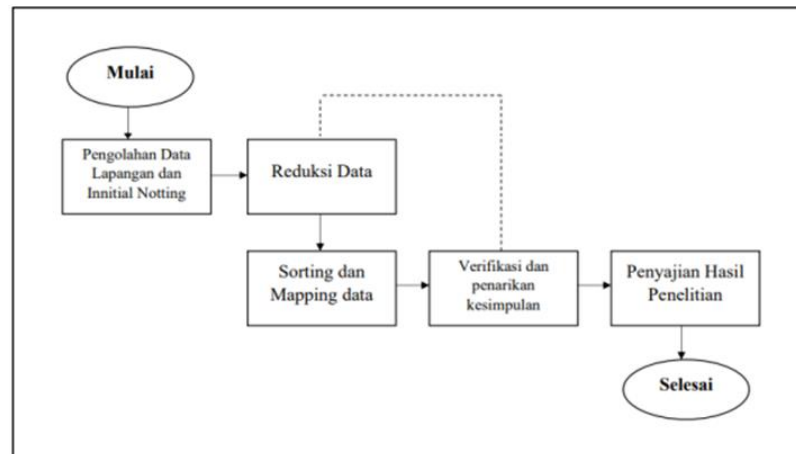 Mulai
Pengolahan Data
Lapangan dan
Innitial Notting
Reduksi Data
Sorting dan
Mapping data
Verifikasi dan
penarikan
kesimpulan
Penyajian Hasil
Penelitian
Selesai